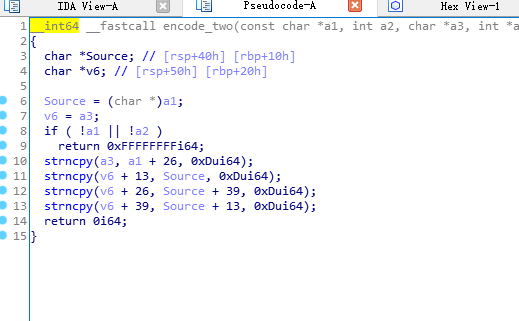 IDA View-A Pseudocode-A Hex View-1
1 __int64 __fastcall encode_two(const char *a1, int a2, char *a3, int *a
2 {
3 char *Source; // [rsp+40h] [rbp+10h]
4 char *v6; // [rsp+50h] [rbp+20h]
5
6 Source = (char *)a1;
7 v6 = a3;
8 if ( !a1 || !a2 )
9 return 0xFFFFFFFFi64;
10 strncpy(a3, a1 + 26, 0xDui64);
11 strncpy(v6 + 13, Source, 0xDui64);
12 strncpy(v6 + 26, Source + 39, 0xDui64);
13 strncpy(v6 + 39, Source + 13, 0xDui64);
14 return 0i64;
15 }